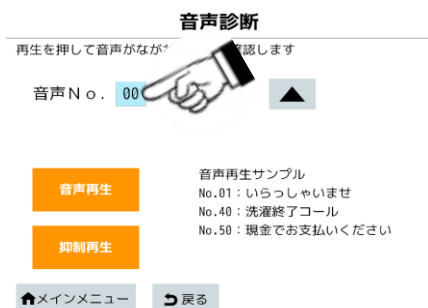 音声診断
再生を押して音声がなが 認します
音声No. 00
▲
音声再生サンプル
No.01：いらっしゃいませ
No.40：洗濯終了コール
No.50：現金でお支払いください
音声再生
抑制再生
メインメニュー
戻る